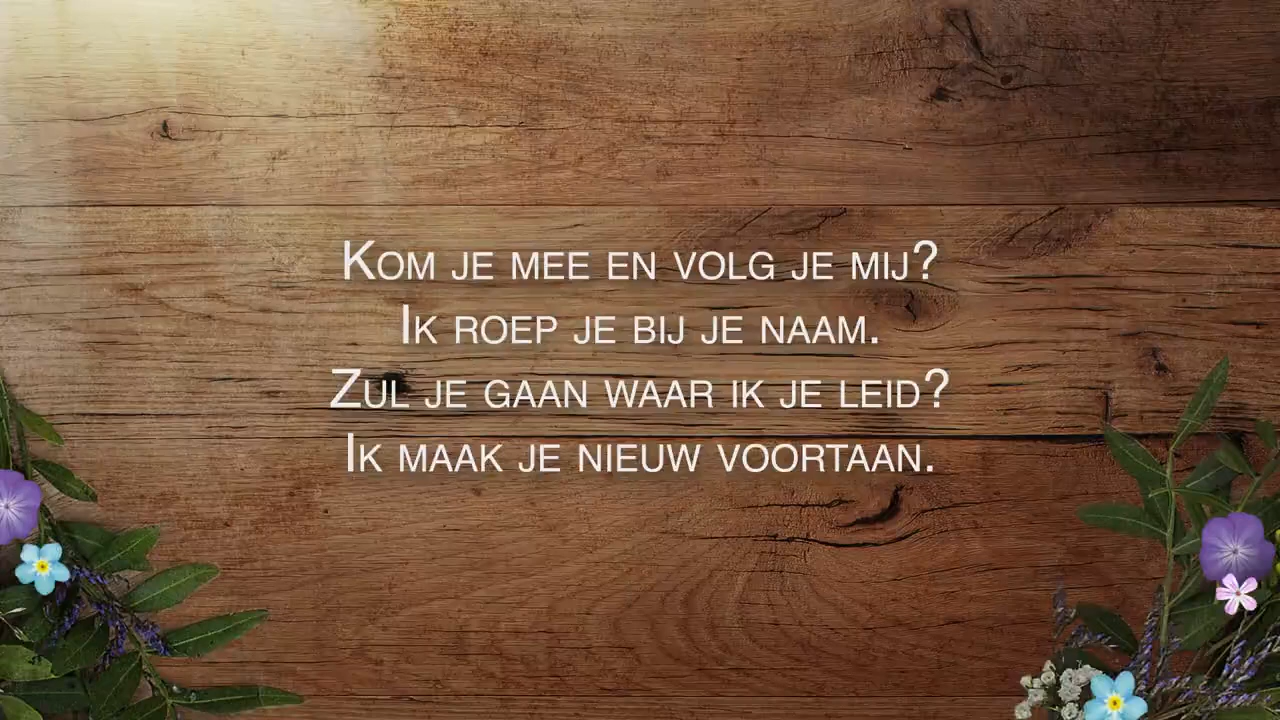 Kom je mee en volg je mij?
Ik roep je bij je naam.
Zul je gaan waar ik je leid?
Ik maak je nieuw voortaan.